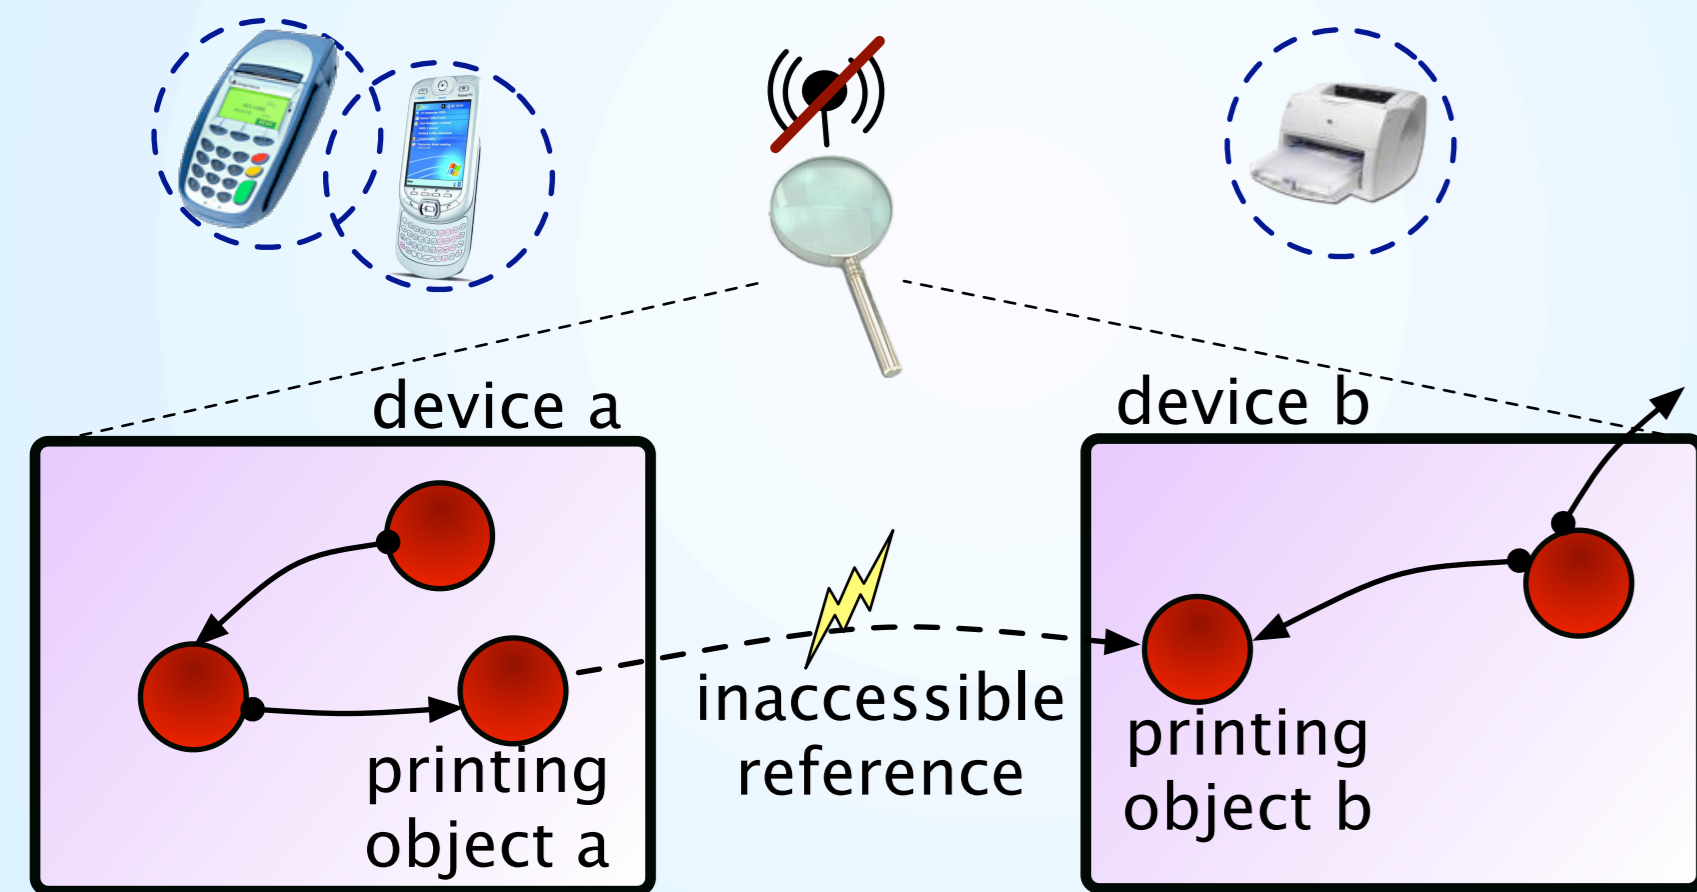 device a
device b
inaccessible
reference
printing
object a
printing
object b